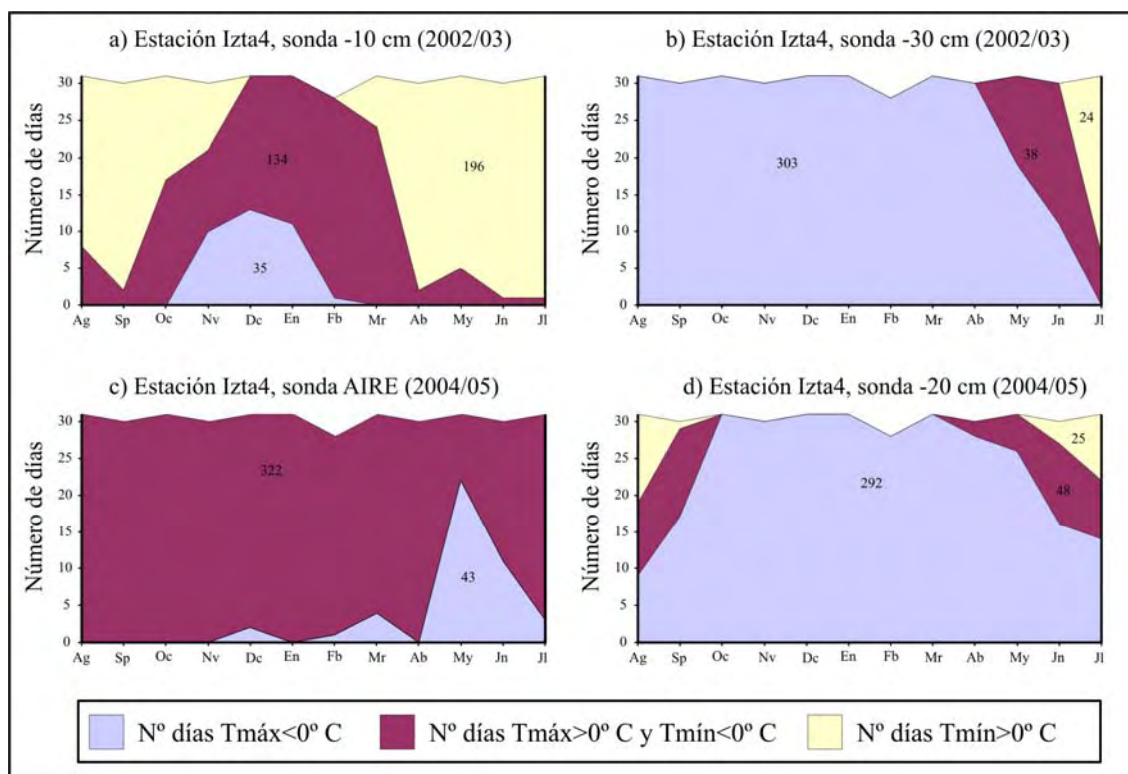 a) Estación Izta4, sonda -10 cm (2002/03)
Número de días
30
25
20
15
10
5
0
134
196
35
Ag Sp Oc Nv Dc En Fb Mr Ab My Jn Jl
b) Estación Izta4, sonda -30 cm (2002/03)
Número de días
30
25
20
15
10
5
0
24
303
38
Ag Sp Oc Nv Dc En Fb Mr Ab My Jn Jl
c) Estación Izta4, sonda AIRE (2004/05)
Número de días
30
25
20
15
10
5
0
322
43
Ag Sp Oc Nv Dc En Fb Mr Ab My Jn Jl
d) Estación Izta4, sonda -20 cm (2004/05)
Número de días
30
25
20
15
10
5
0
25
292
48
Ag Sp Oc Nv Dc En Fb Mr Ab My Jn Jl
Nº días Tmáx<0º C
Nº días Tmáx>0º C y Tmín<0º C
Nº días Tmín>0º C